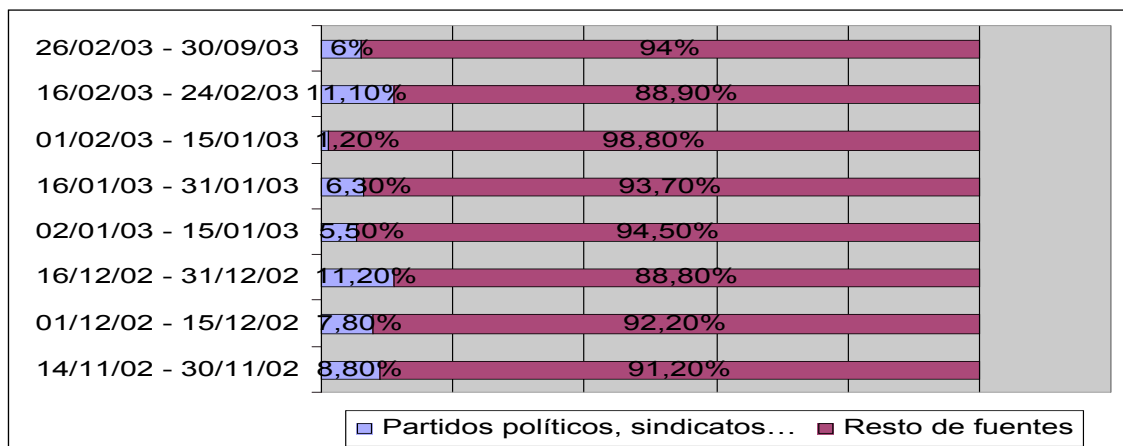 26/02/03 - 30/09/03 6% 94%
16/02/03 - 24/02/03 11,10% 88,90%
01/02/03 - 15/01/03 1,20% 98,80%
16/01/03 - 31/01/03 6,30% 93,70%
02/01/03 - 15/01/03 5,50% 94,50%
16/12/02 - 31/12/02 11,20% 88,80%
01/12/02 - 15/12/02 7,80% 92,20%
14/11/02 - 30/11/02 8,80% 91,20%
Partidos políticos, sindicatos… Resto de fuentes